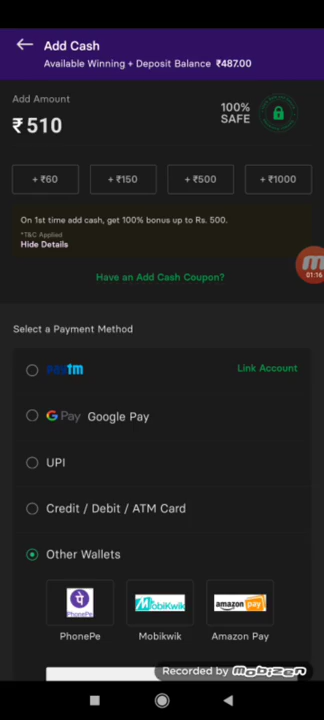 Add Cash
Available Winning + Deposit Balance ₹487.00
Add Amount
₹510
100%
SAFE
+ ₹60
+ ₹150
+ ₹500
+ ₹1000
On 1st time add cash, get 100% bonus up to Rs. 500.
*T&C Applied
Hide Details
01:16
Have an Add Cash Coupon?
Select a Payment Method
Paytm
Link Account
G Pay Google Pay
UPI
Credit / Debit / ATM Card
Other Wallets
PhonePe
MobiKwik
amazon pay
PhonePe
Mobikwik
Amazon Pay
Recorded by mobizen